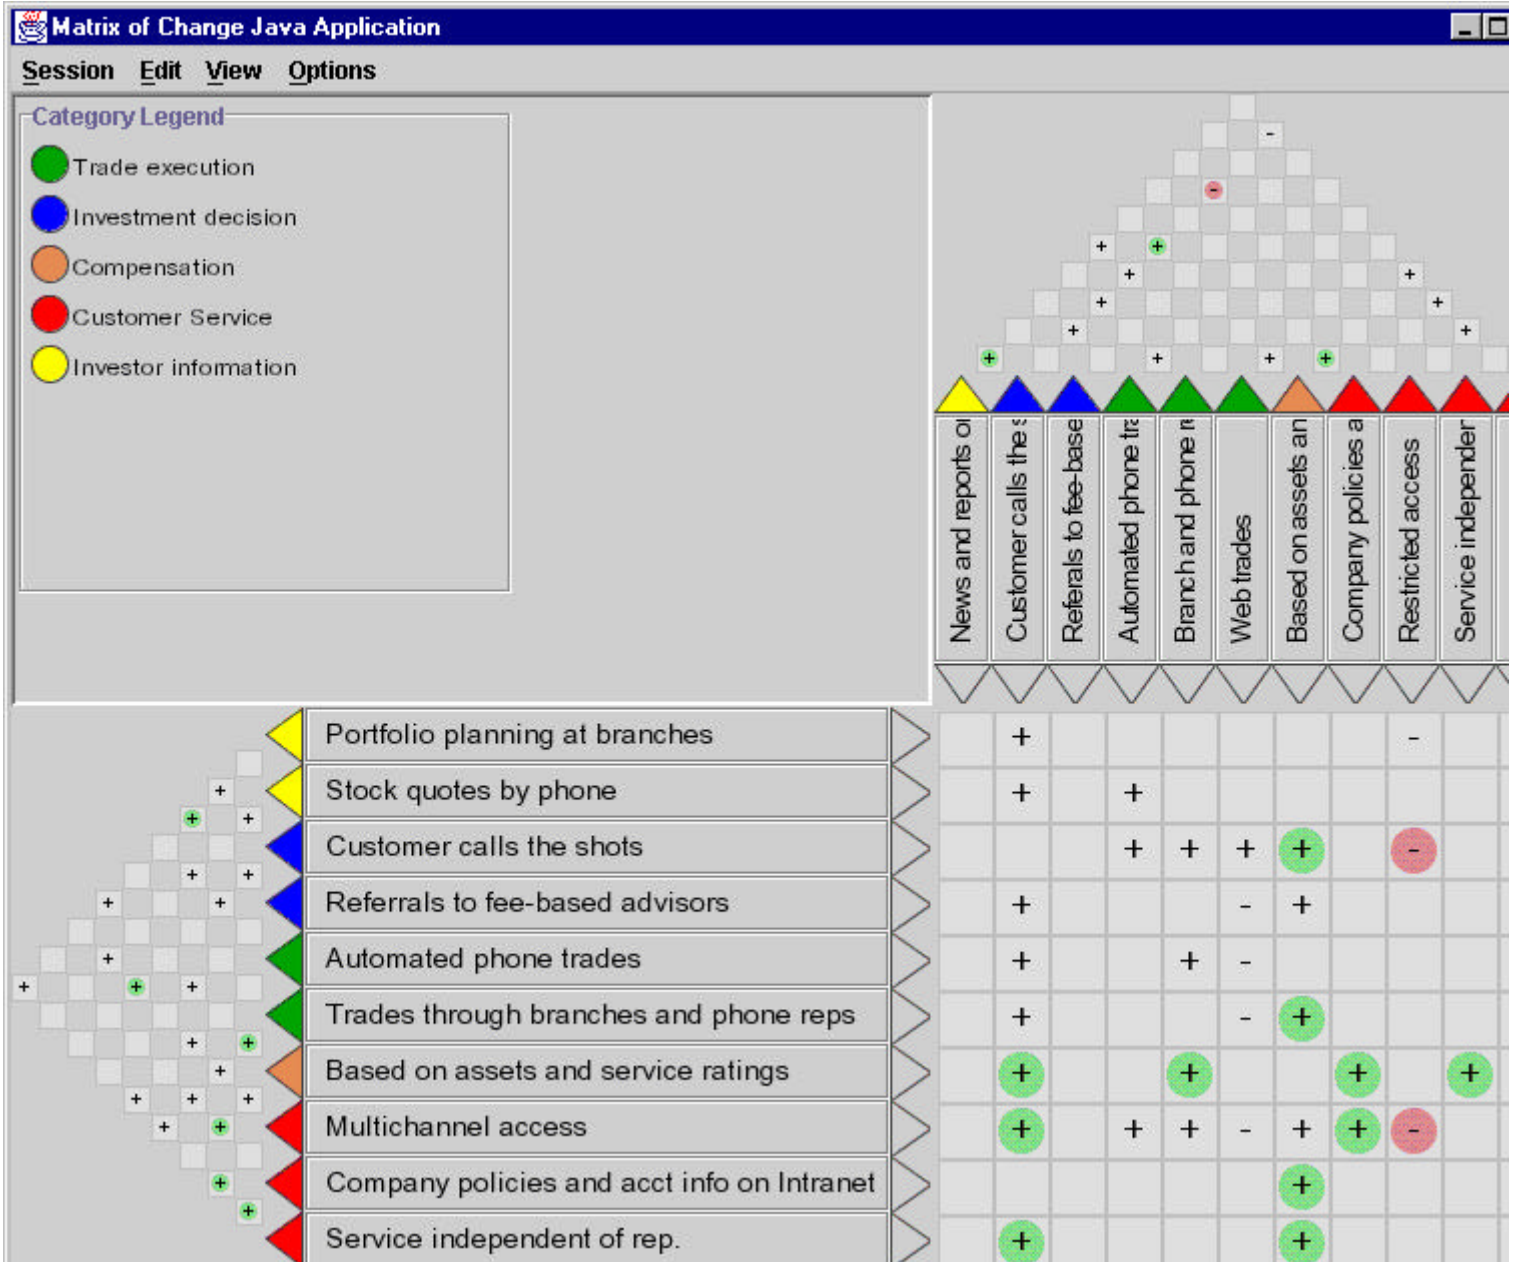 Matrix of Change Java Application
Session Edit View Options
Category Legend
Trade execution
Investment decision
Compensation
Customer Service
Investor information
-
-
+ +
+ +
+ +
+ +
+ + + +
News and reports
Customer calls the
Referrals to fee-base
Automated phone
Branch and phone
Web trades
Based on assets an
Company policies a
Restricted access
Service independen
Portfolio planning at branches + -
+ Stock quotes by phone + +
+ +
Customer calls the shots + + + + -
+ +
+ + Referrals to fee-based advisors + - +
+ Automated phone trades + + -
+ + +
Trades through branches and phone reps + - +
+ +
+ Based on assets and service ratings + + + +
+ + +
+ + Multichannel access + + + - + + -
+ Company policies and acct info on Intranet +
+
Service independent of rep. + +